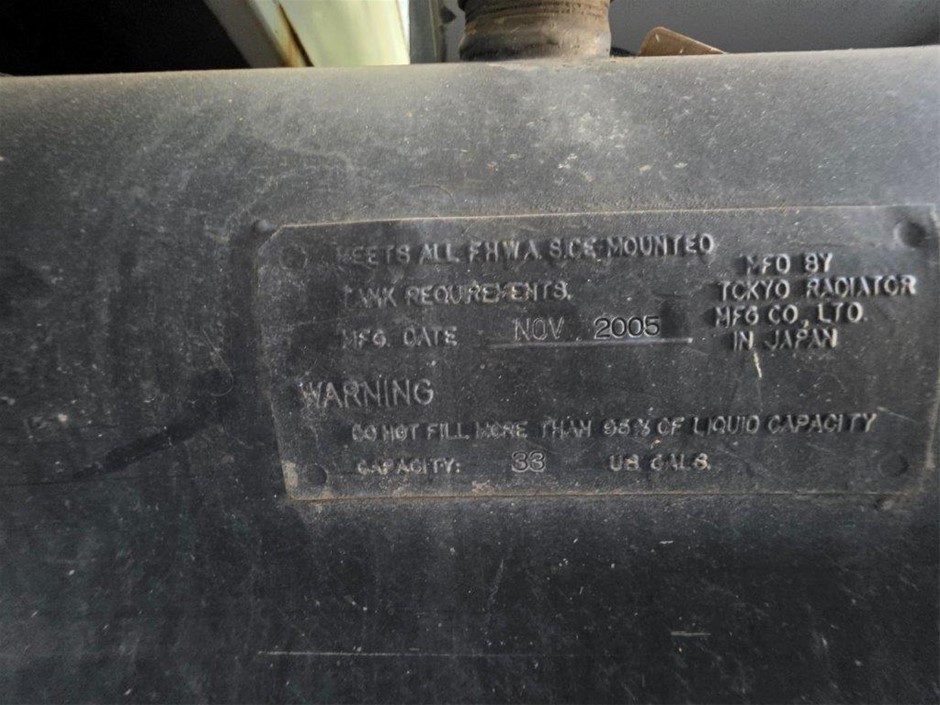 MEETS ALL F.H.W.A. SIDE MOUNTED
TANK REQUIREMENTS.
MFG. DATE NOV 2005
MFD BY
TOKYO RADIATOR
MFG CO., LTD.
IN JAPAN
WARNING
DO NOT FILL MORE THAN 95% OF LIQUID CAPACITY
CAPACITY: 33 US GALS.